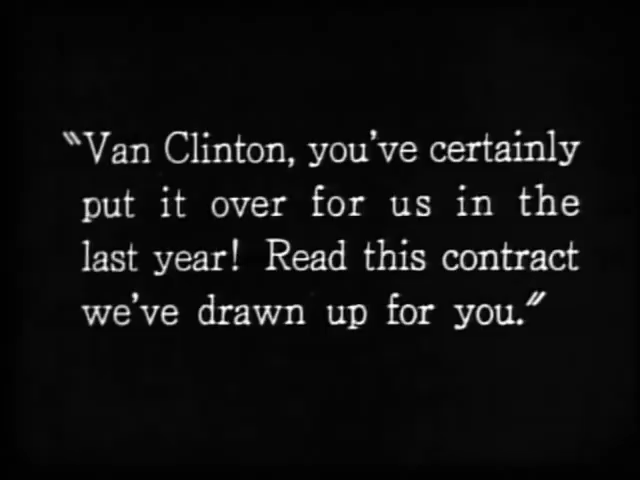 "Van Clinton, you've certainly
put it over for us in the
last year! Read this contract
we've drawn up for you."